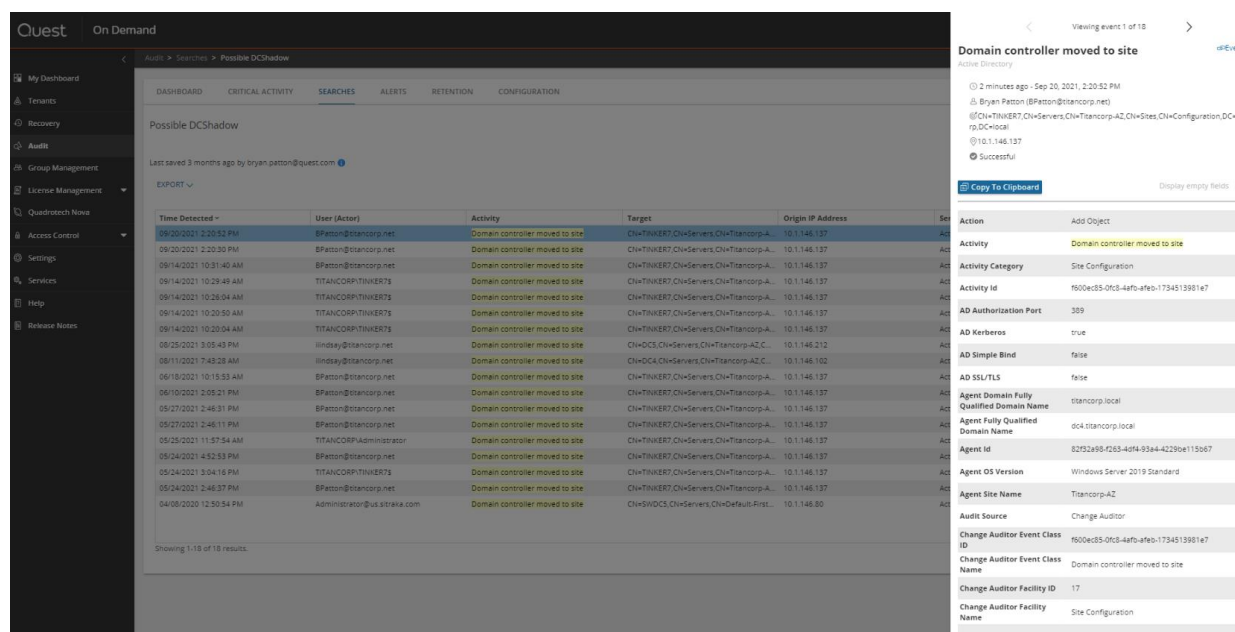 Quest On Demand
My Dashboard
Tenants
Recovery
Audit
Group Management
License Management
Quadrotech Nova
Access Control
Settings
Services
Help
Release Notes
Audit > Searches > Possible DCShadow
DASHBOARD CRITICAL ACTIVITY SEARCHES ALERTS RETENTION CONFIGURATION
Possible DCShadow
Last saved 3 months ago by bryan.patton@quest.com
EXPORT
Time Detected User (Actor) Activity Target Origin IP Address
09/20/2021 2:20:52 PM BPatton@titancorp.net Domain controller moved to site CN=TINKER7,CN=Servers,CN=Titancorp-A... 10.1.146.137
09/20/2021 2:20:30 PM BPatton@titancorp.net Domain controller moved to site CN=TINKER7,CN=Servers,CN=Titancorp-A... 10.1.146.137
09/14/2021 10:31:40 AM BPatton@titancorp.net Domain controller moved to site CN=TINKER7,CN=Servers,CN=Titancorp-A... 10.1.146.137
09/14/2021 10:29:49 AM TITANCORP\TINKER7$ Domain controller moved to site CN=TINKER7,CN=Servers,CN=Titancorp-A... 10.1.146.137
09/14/2021 10:26:04 AM TITANCORP\TINKER7$ Domain controller moved to site CN=TINKER7,CN=Servers,CN=Titancorp-A... 10.1.146.137
09/14/2021 10:20:50 AM TITANCORP\TINKER7$ Domain controller moved to site CN=TINKER7,CN=Servers,CN=Titancorp-A... 10.1.146.137
09/14/2021 10:20:04 AM TITANCORP\TINKER7$ Domain controller moved to site CN=TINKER7,CN=Servers,CN=Titancorp-A... 10.1.146.137
08/25/2021 3:05:43 PM ilindsay@titancorp.net Domain controller moved to site CN=DC5,CN=Servers,CN=Titancorp-AZ,C... 10.1.146.212
08/11/2021 7:43:28 AM ilindsay@titancorp.net Domain controller moved to site CN=DC4,CN=Servers,CN=Titancorp-AZ,C... 10.1.146.102
06/18/2021 10:15:53 AM BPatton@titancorp.net Domain controller moved to site CN=TINKER7,CN=Servers,CN=Titancorp-A... 10.1.146.137
06/10/2021 2:05:21 PM BPatton@titancorp.net Domain controller moved to site CN=TINKER7,CN=Servers,CN=Titancorp-A... 10.1.146.137
05/27/2021 2:46:31 PM BPatton@titancorp.net Domain controller moved to site CN=TINKER7,CN=Servers,CN=Titancorp-A... 10.1.146.137
05/27/2021 2:46:11 PM BPatton@titancorp.net Domain controller moved to site CN=TINKER7,CN=Servers,CN=Titancorp-A... 10.1.146.137
05/25/2021 11:57:54 AM TITANCORP\Administrator Domain controller moved to site CN=TINKER7,CN=Servers,CN=Titancorp-A... 10.1.146.137
05/24/2021 4:52:53 PM BPatton@titancorp.net Domain controller moved to site CN=TINKER7,CN=Servers,CN=Titancorp-A... 10.1.146.137
05/24/2021 3:04:16 PM TITANCORP\TINKER7$ Domain controller moved to site CN=TINKER7,CN=Servers,CN=Titancorp-A... 10.1.146.137
05/24/2021 2:46:37 PM BPatton@titancorp.net Domain controller moved to site CN=TINKER7,CN=Servers,CN=Titancorp-A... 10.1.146.137
04/08/2020 12:50:54 PM Administrator@us.sitraka.com Domain controller moved to site CN=SWDC5,CN=Servers,CN=Default-First... 10.1.146.80
Showing 1-18 of 18 results.
Viewing event 1 of 18
Domain controller moved to site
Active Directory
2 minutes ago - Sep 20, 2021, 2:20:52 PM
Bryan Patton (BPatton@titancorp.net)
CN=TINKER7,CN=Servers,CN=Titancorp-AZ,CN=Sites,CN=Configuration,DC=
rp,DC=local
10.1.146.137
Successful
Copy To Clipboard Display empty fields
Action Add Object
Activity Domain controller moved to site
Activity Category Site Configuration
Activity Id f600ec85-0fc8-4afb-afeb-1734513981e7
AD Authorization Port 389
AD Kerberos true
AD Simple Bind false
AD SSL/TLS false
Agent Domain Fully
Qualified Domain Name titancorp.local
Agent Fully Qualified
Domain Name dc4.titancorp.local
Agent Id 82f32a98-f263-4df4-93a4-4229be115b67
Agent OS Version Windows Server 2019 Standard
Agent Site Name Titancorp-AZ
Audit Source Change Auditor
Change Auditor Event Class
ID f600ec85-0fc8-4afb-afeb-1734513981e7
Change Auditor Event Class
Name Domain controller moved to site
Change Auditor Facility ID 17
Change Auditor Facility
Name Site Configuration